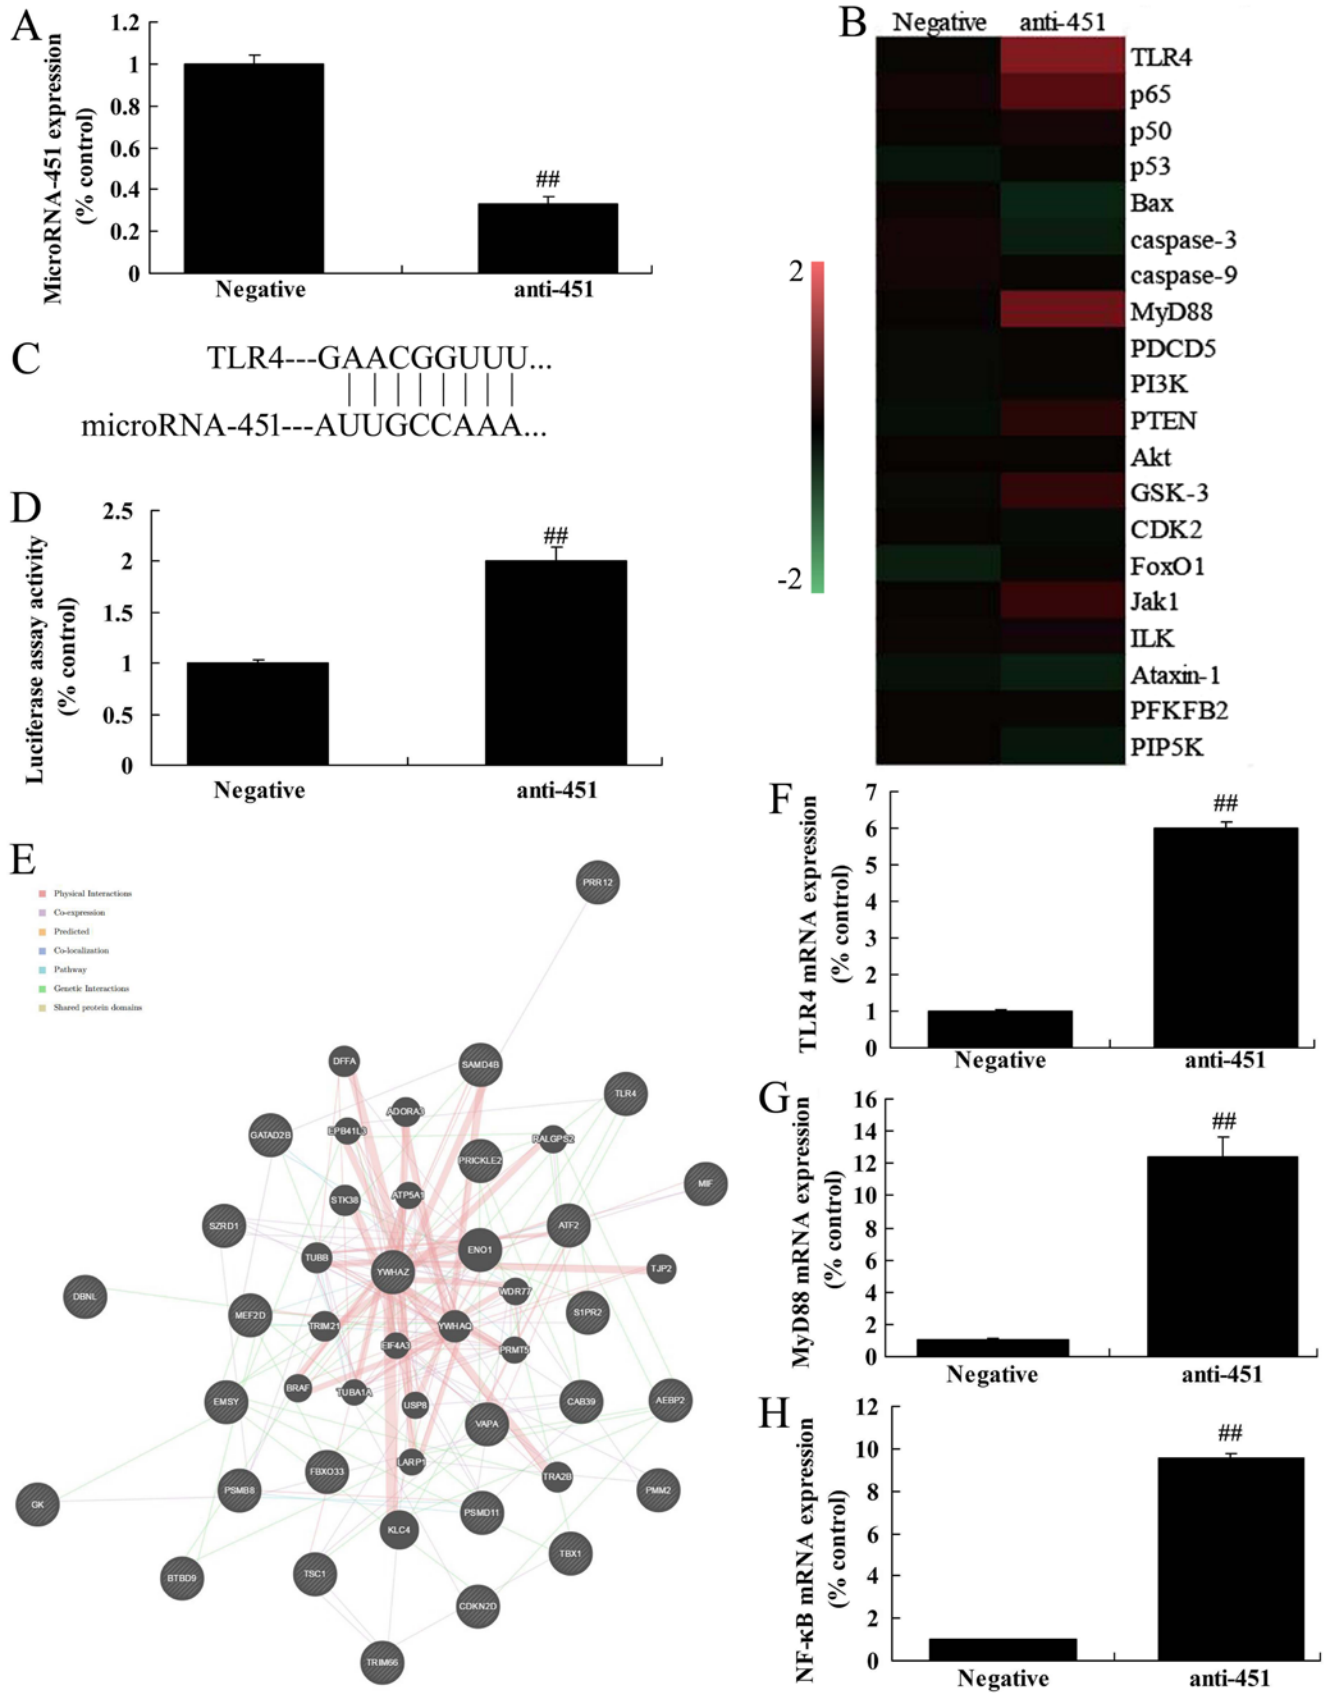 A
MicroRNA-451 expression
(% control)
1.2
1
0.8
0.6
0.4
0.2
0
##
Negative
anti-451
B
Negative anti-451
TLR4
p65
p50
p53
Bax
caspase-3
caspase-9
MyD88
PDCD5
PI3K
PTEN
Akt
GSK-3
CDK2
FoxO1
Jak1
ILK
Ataxin-1
PFKFB2
PIP5K
2
-2
C
TLR4---GAACGGUUU...
microRNA-451---AUUGCCAAA...
D
Luciferase assay activity
(% control)
2.5
2
1.5
1
0.5
0
##
Negative
anti-451
E
Physical Interactions
Co-expression
Predicted
Co-localization
Pathway
Genetic Interactions
Shared protein domains
PRR12
DFFA
SAMD4B
TLR4
ADORA3
GATAD2B
EPB41L3
RALGPS2
PRICKLE2
MIF
STK38
ATP5A1
SZRD1
ATF2
TUBB
ENO1
YWHAZ
TJP2
WDR77
DBNL
MEF2D
TRIM21
YWHAQ
S1PR2
EIF4A3
PRMT5
BRAF
TUBA1A
EMSY
USP8
CAB39
AEBP2
VAPA
FBXO33
LARP1
TRA2B
PSMB8
PMM2
GK
PSMD11
KLC4
TBX1
BTBD9
TSC1
CDKN2D
TRIM66
F
TLR4 mRNA expression
(% control)
7
6
5
4
3
2
1
0
##
Negative
anti-451
G
MyD88 mRNA expression
(% control)
16
14
12
10
8
6
4
2
0
##
Negative
anti-451
H
NF-κB mRNA expression
(% control)
12
10
8
6
4
2
0
##
Negative
anti-451